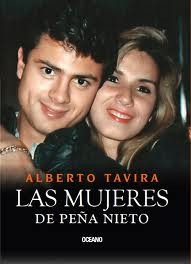 ALBERTO TAVIRA
LAS MUJERES
DE PEÑA NIETO
OCEANO